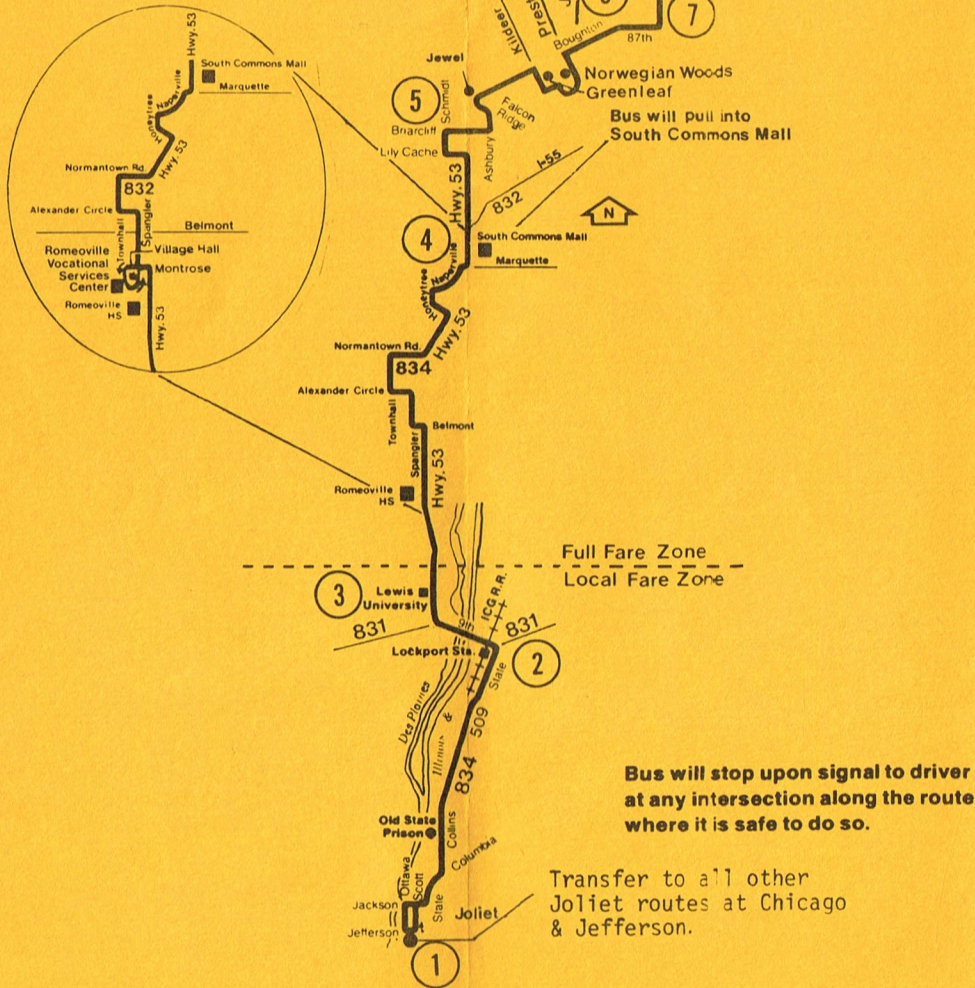 Kildeer
Prest
6
7
Boughton
87th
Jewel
Norwegian Woods
Greenleaf
5
Schmidt
Falcon
Ridge
Briarcliff
Lily Cache
Ashbury
Bus will pull into
South Commons Mall
I-55
832
Hwy. 53
N
4
South Commons Mall
Marquette
Naperville
Honeytree
Hwy. 53
Normantown Rd.
834
Alexander Circle
Townhall
Spangler
Belmont
Hwy. 53
Romeoville
HS
Hwy. 53
South Commons Mall
Marquette
Naperville
Honeytree
Hwy. 53
Normantown Rd.
832
Alexander Circle
Townhall
Spangler
Belmont
Romeoville
Vocational
Services
Center
Village Hall
Montrose
Romeoville
HS
Hwy. 53
Full Fare Zone
Local Fare Zone
3
Lewis
University
831
9th
ICG R.R.
831
Lockport Sta.
2
State
Des Plaines
Illinois &
509
834
Bus will stop upon signal to driver
at any intersection along the route
where it is safe to do so.
Old State
Prison
Collins
Columbia
Ottawa
Scott
State
Jackson
Jefferson
Joliet
Transfer to all other
Joliet routes at Chicago
& Jefferson.
1